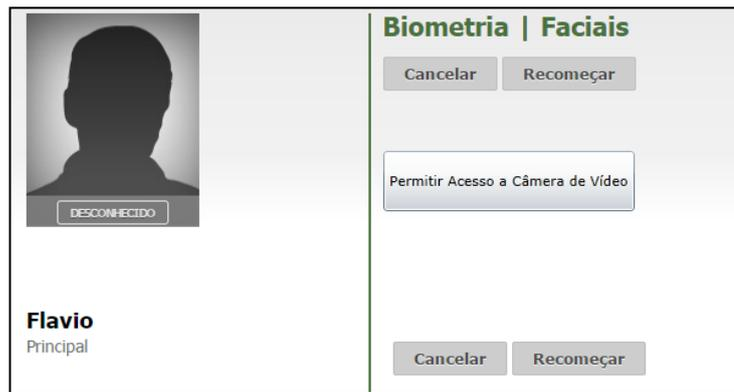 DESCONHECIDO
Flavio
Principal
Biometria | Faciais
Cancelar Recomeçar
Permitir Acesso a Câmera de Vídeo
Cancelar Recomeçar